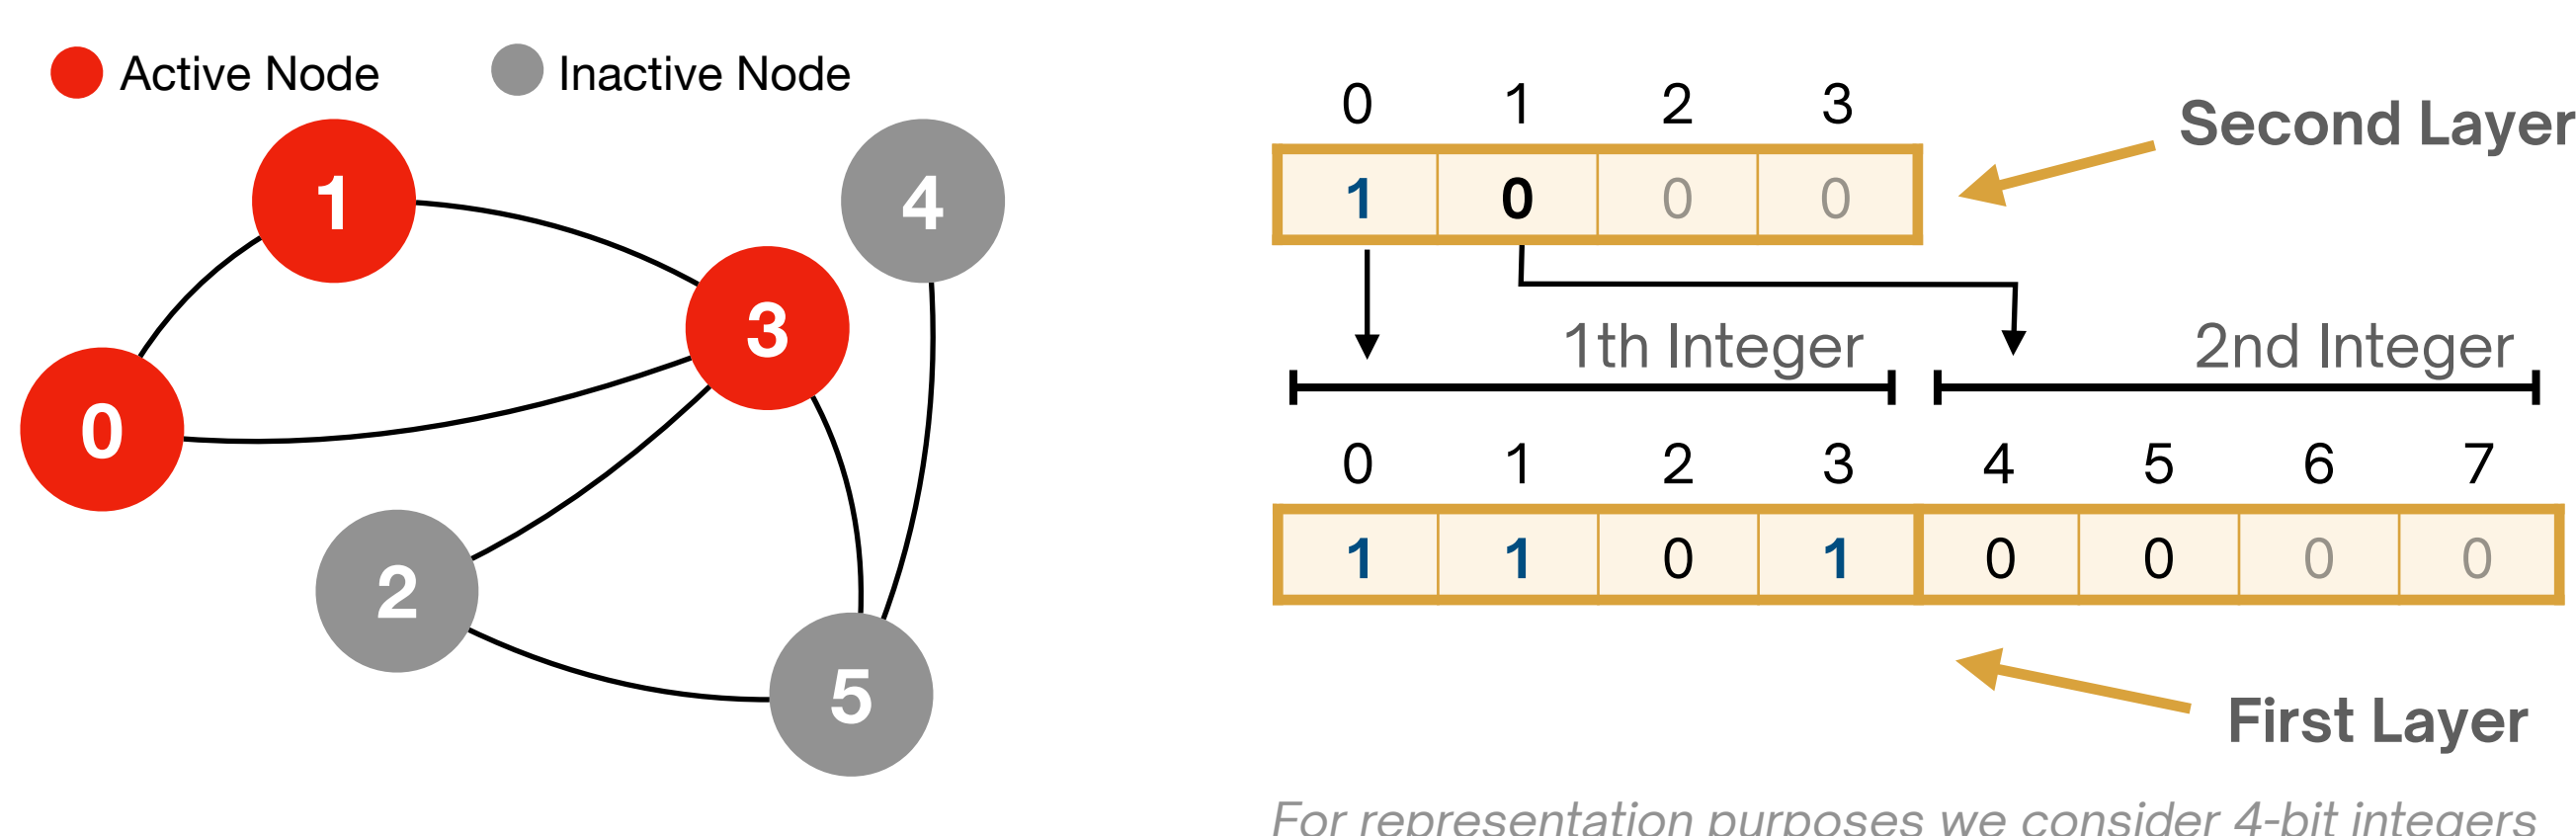 Active Node
Inactive Node
1
4
3
0
2
5
0 1 2 3
Second Layer
1 0 0 0
1th Integer
2nd Integer
0 1 2 3 4 5 6 7
1 1 0 1 0 0 0 0
First Layer
For representation purposes we consider 4-bit integers